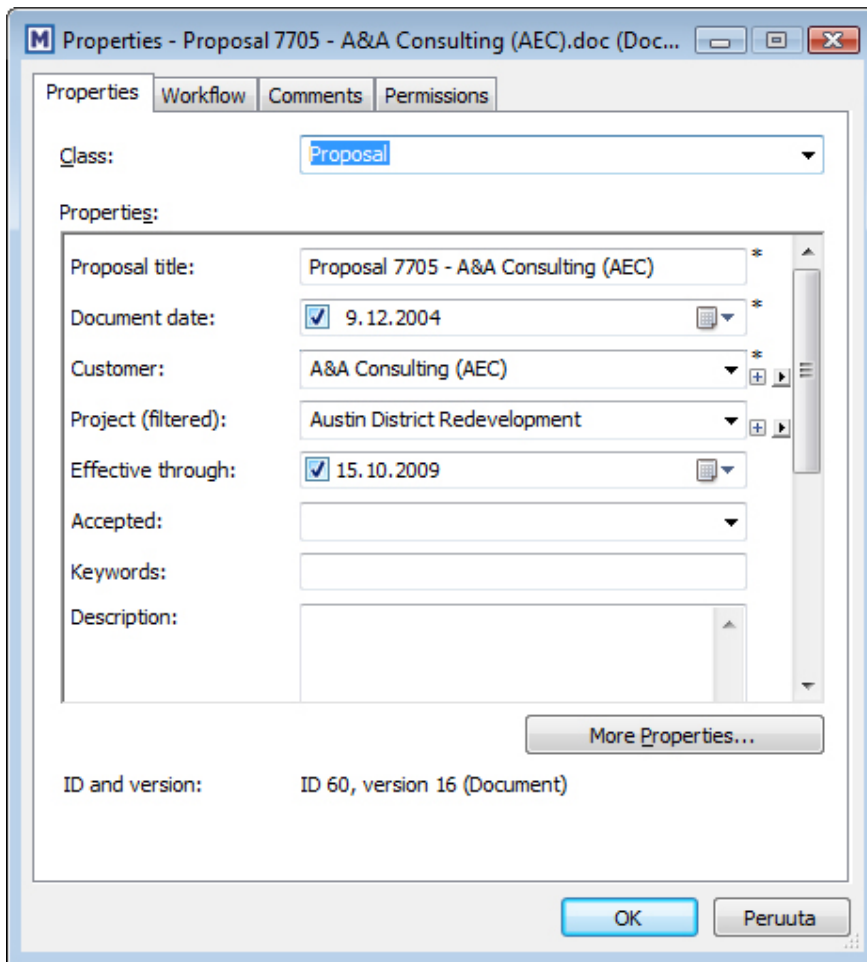 M Properties - Proposal 7705 - A&A Consulting (AEC).doc (Doc...
Properties Workflow Comments Permissions
Class: Proposal
Properties:
Proposal title: Proposal 7705 - A&A Consulting (AEC) *
Document date: 9.12.2004 *
Customer: A&A Consulting (AEC) *
Project (filtered): Austin District Redevelopment
Effective through: 15.10.2009
Accepted:
Keywords:
Description:
More Properties...
ID and version: ID 60, version 16 (Document)
OK Peruuta